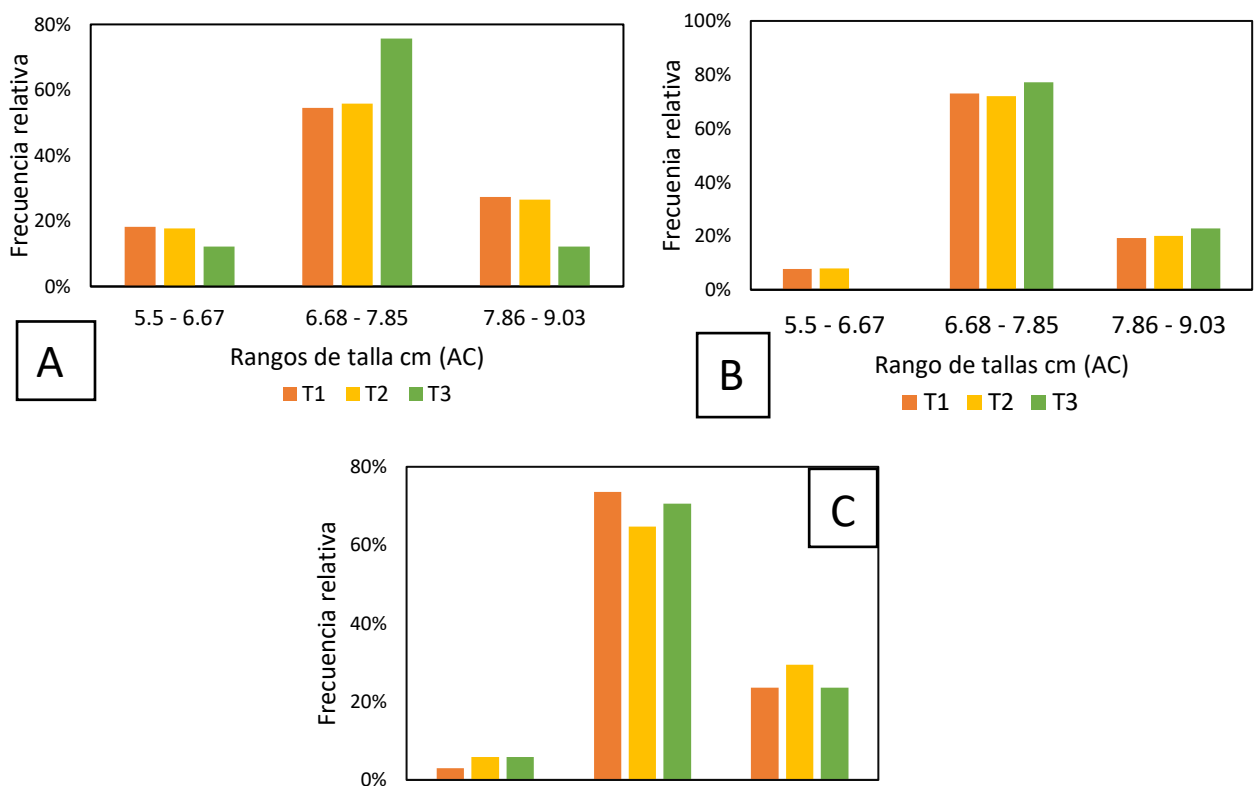 80%
60%
40%
20%
0%
Frecuencia relativa
5.5 - 6.67 6.68 - 7.85 7.86 - 9.03
Rangos de talla cm (AC)
T1 T2 T3
A
100%
80%
60%
40%
20%
0%
Frecuenia relativa
5.5 - 6.67 6.68 - 7.85 7.86 - 9.03
Rango de tallas cm (AC)
T1 T2 T3
B
80%
60%
40%
20%
0%
Frecuencia relativa
C